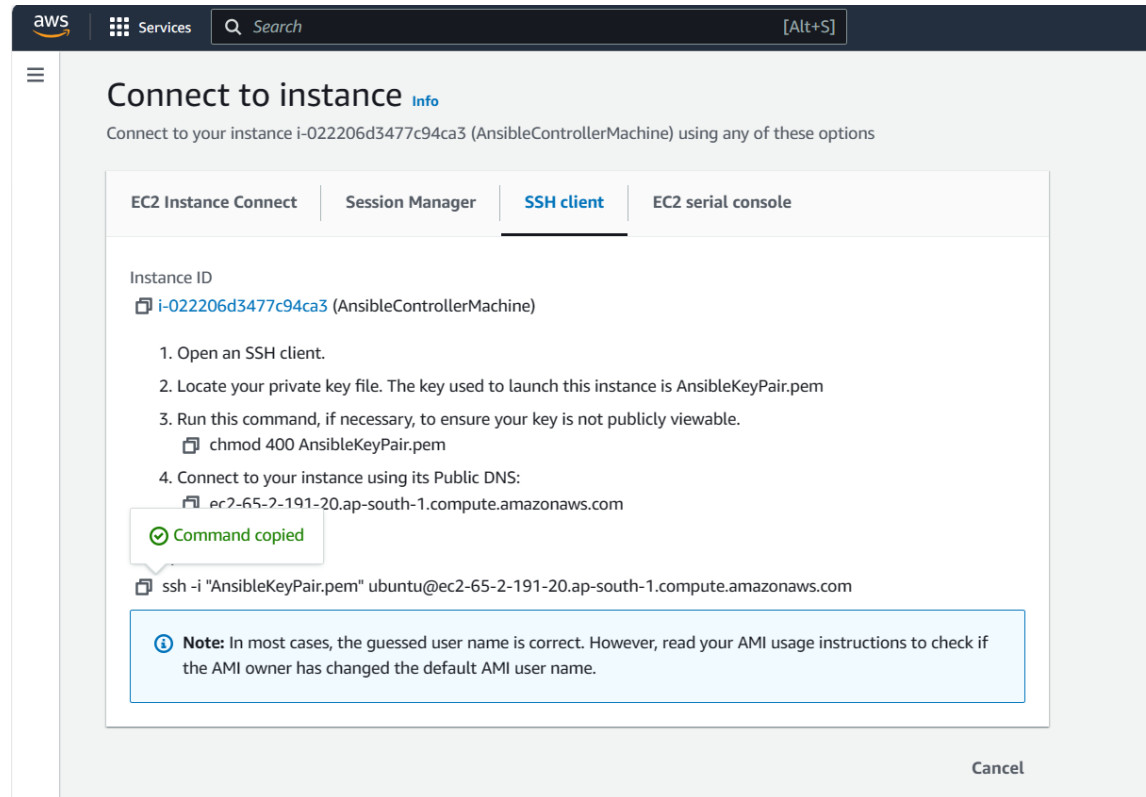 aws
Services
Search
[Alt+S]
Connect to instance Info
Connect to your instance i-022206d3477c94ca3 (AnsibleControllerMachine) using any of these options
EC2 Instance Connect
Session Manager
SSH client
EC2 serial console
Instance ID
i-022206d3477c94ca3 (AnsibleControllerMachine)
1. Open an SSH client.
2. Locate your private key file. The key used to launch this instance is AnsibleKeyPair.pem
3. Run this command, if necessary, to ensure your key is not publicly viewable.
chmod 400 AnsibleKeyPair.pem
4. Connect to your instance using its Public DNS:
ec2-65-2-191-20.ap-south-1.compute.amazonaws.com
Command copied
ssh -i "AnsibleKeyPair.pem" ubuntu@ec2-65-2-191-20.ap-south-1.compute.amazonaws.com
Note: In most cases, the guessed user name is correct. However, read your AMI usage instructions to check if
the AMI owner has changed the default AMI user name.
Cancel